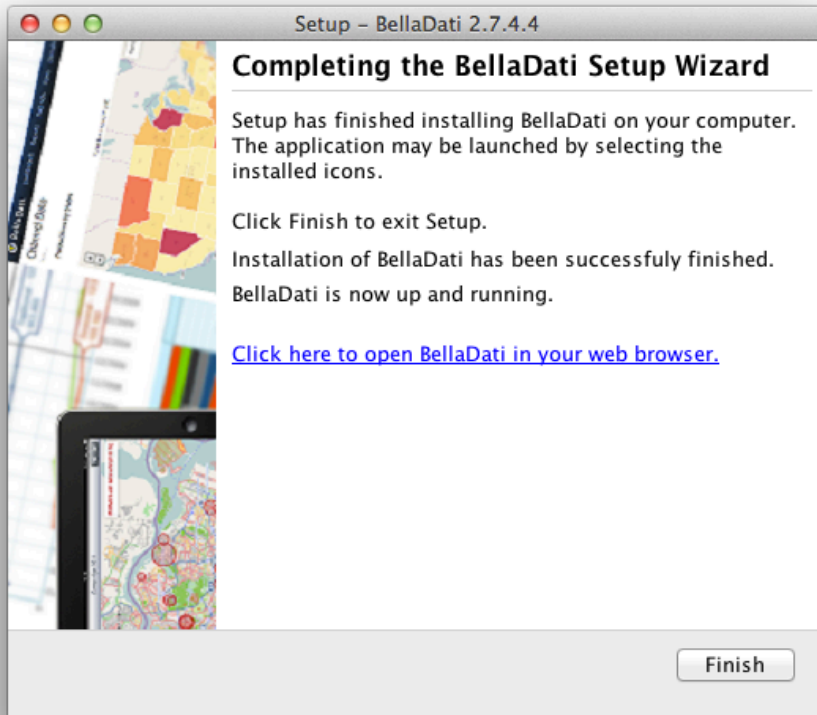 Setup – BellaDati 2.7.4.4
Completing the BellaDati Setup Wizard
Setup has finished installing BellaDati on your computer.
The application may be launched by selecting the
installed icons.
Click Finish to exit Setup.
Installation of BellaDati has been successfuly finished.
BellaDati is now up and running.
Click here to open BellaDati in your web browser.
Finish